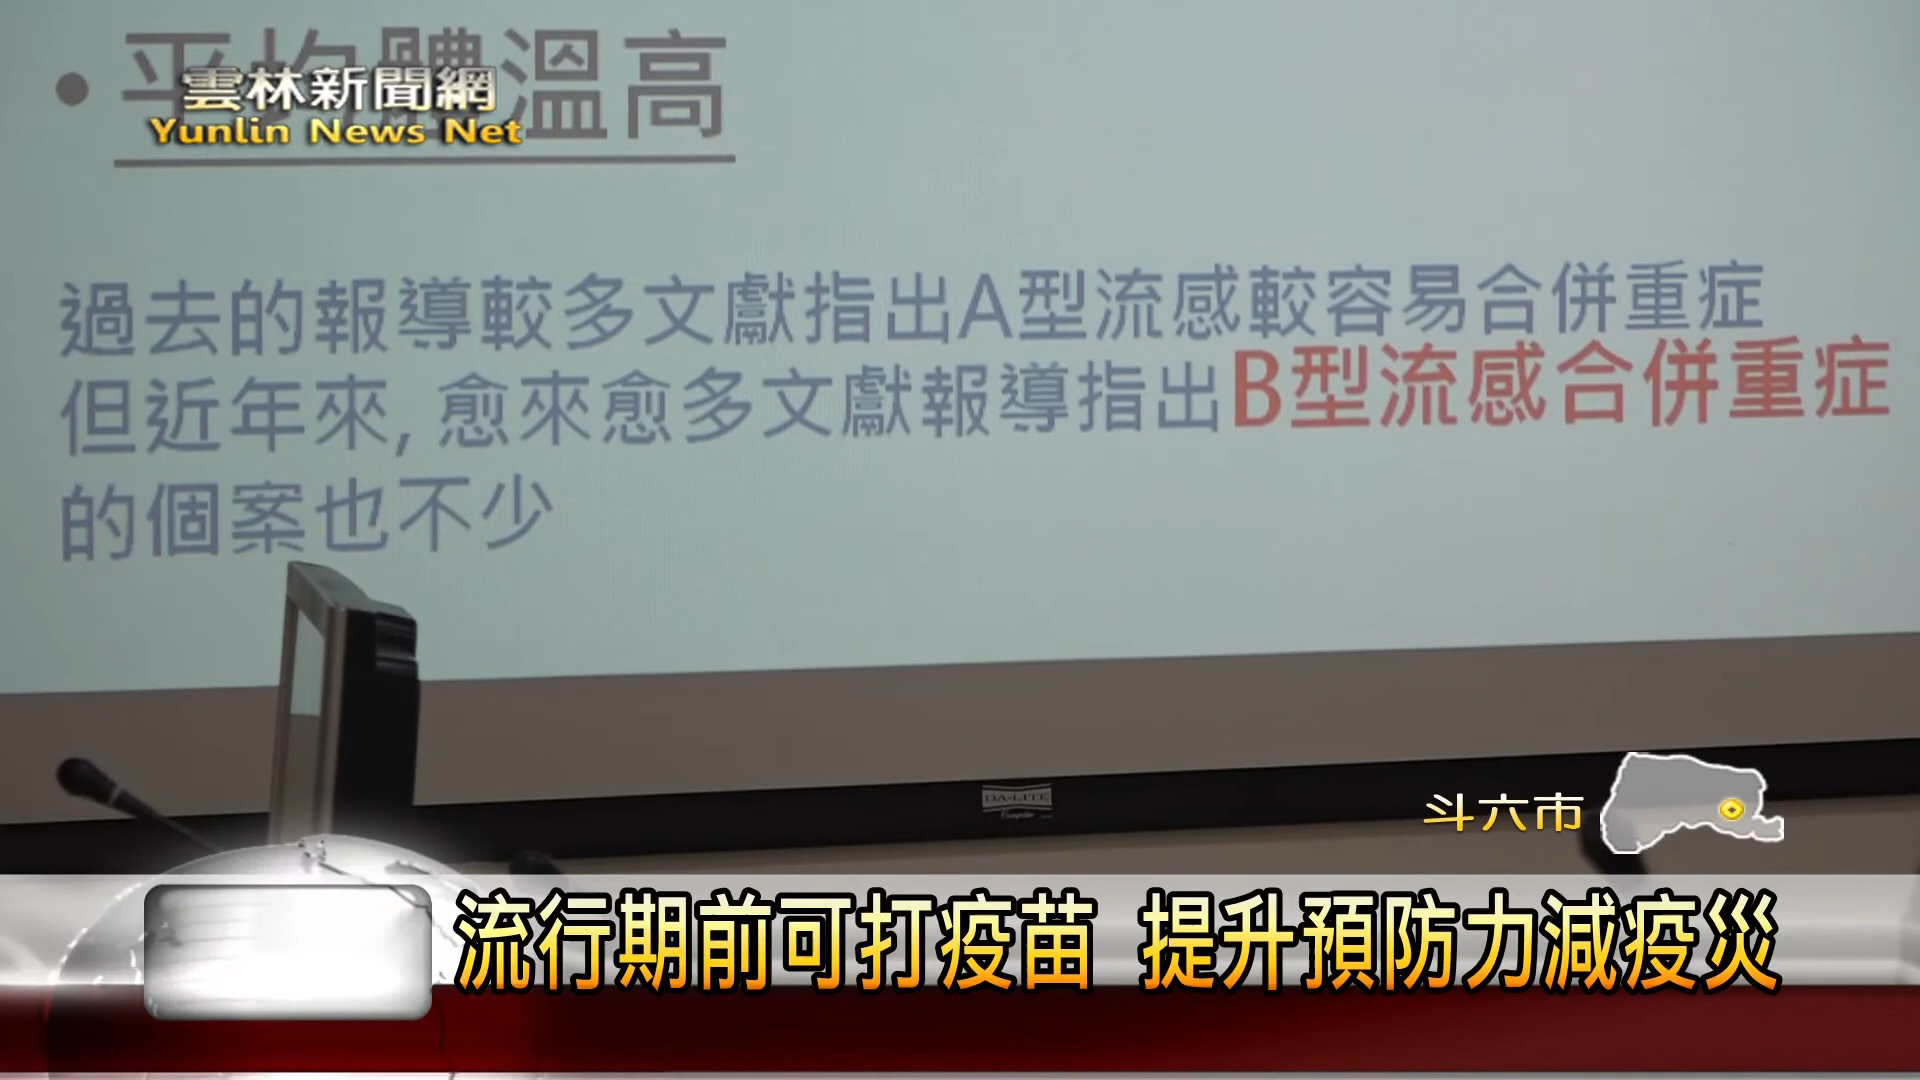 • 平均體溫高
雲林新聞網
Yunlin News Net
過去的報導較多文獻指出A型流感較容易合併重症
但近年來, 愈來愈多文獻報導指出B型流感合併重症
的個案也不少
DA-LITE
斗六市
流行期前可打疫苗 提升預防力減疫災